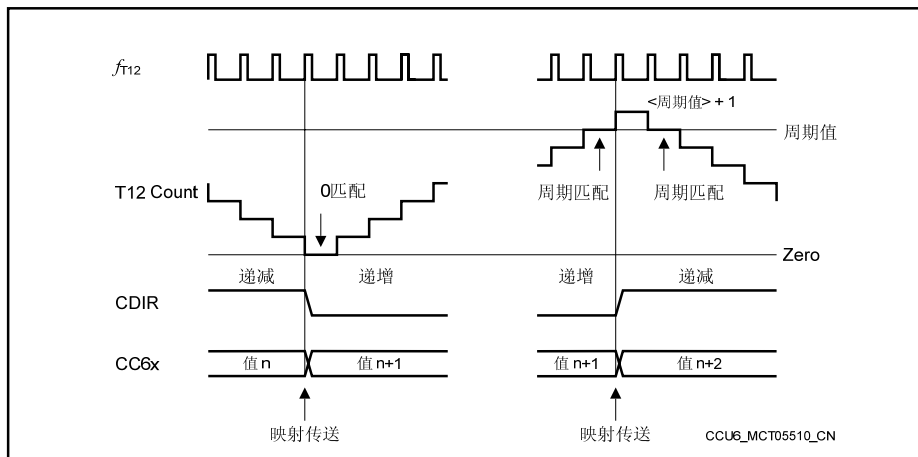 fT12
<周期值> + 1
周期值
T12 Count
0匹配
周期匹配
周期匹配
Zero
递减
递增
递增
递减
CDIR
CC6x
值 n
值 n+1
值 n+1
值 n+2
映射传送
映射传送
CCU6_MCT05510_CN